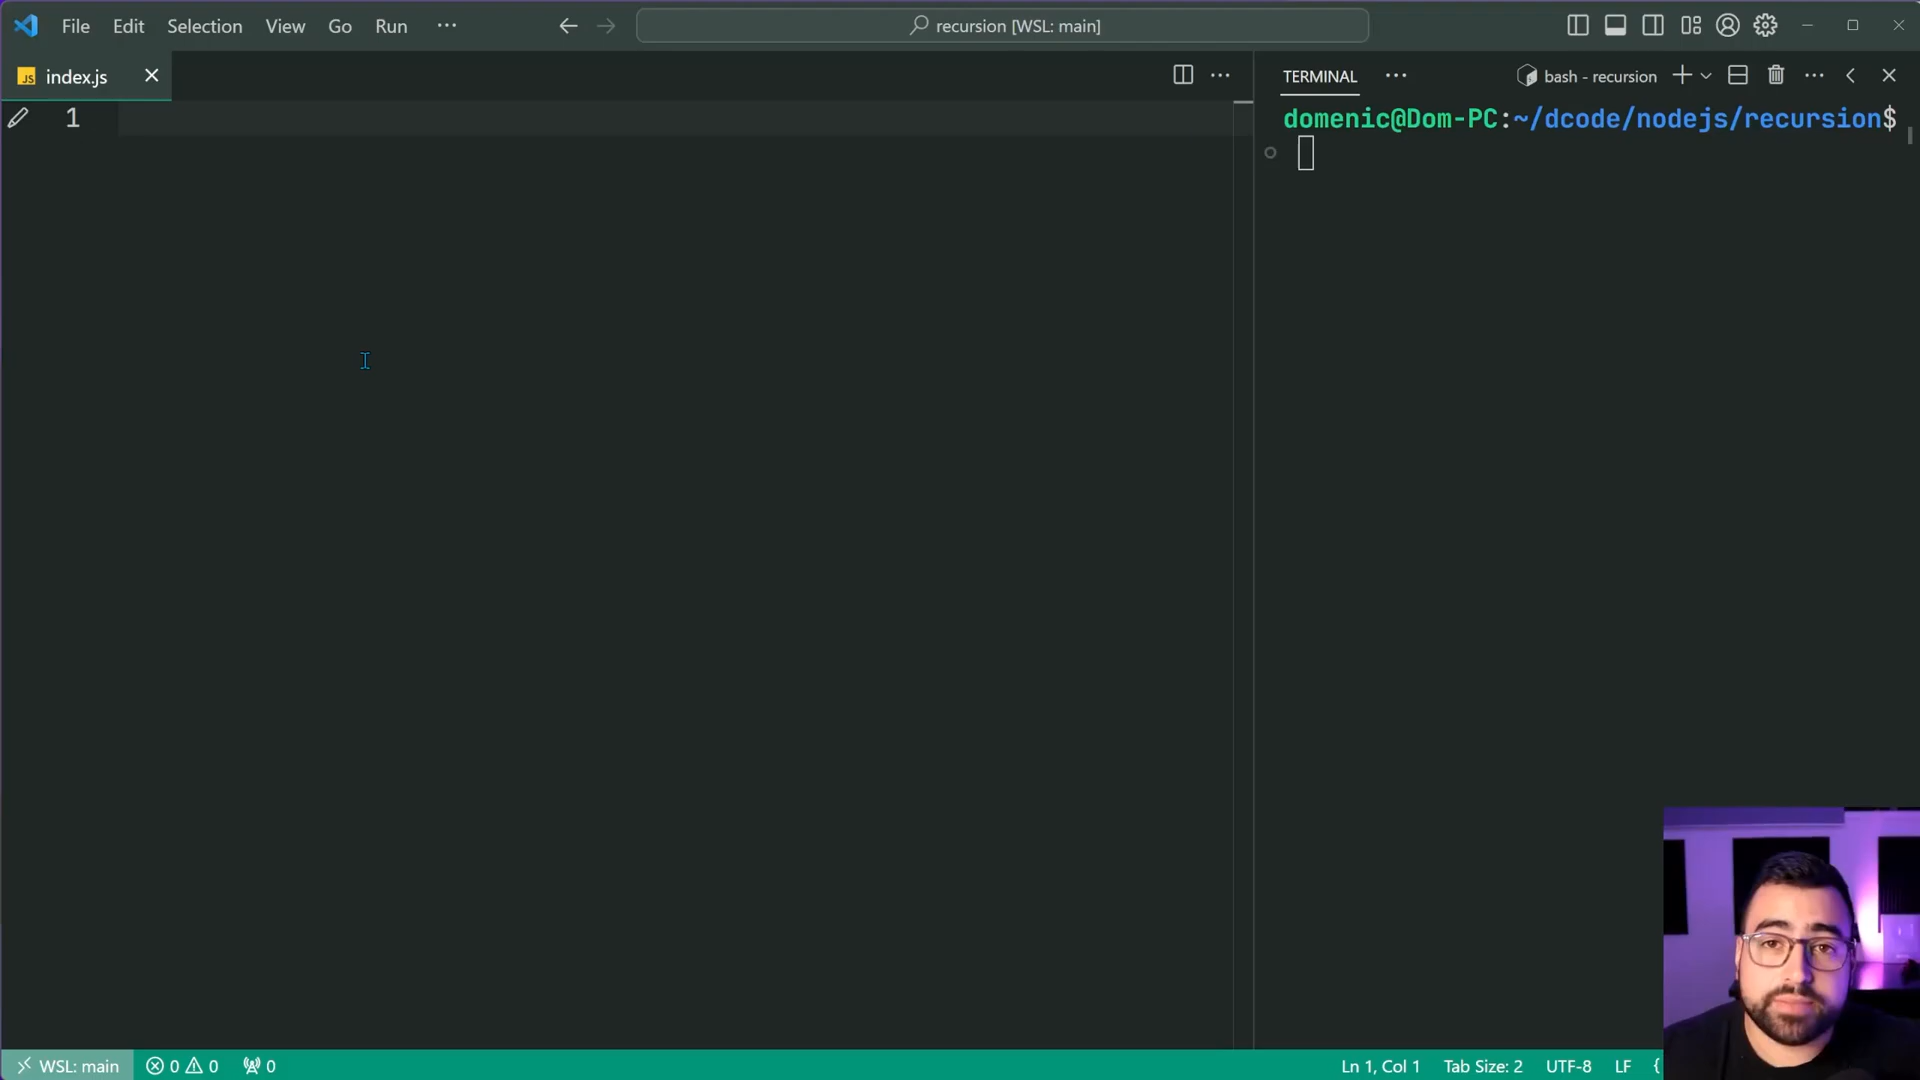 File Edit Selection View Go Run ··· recursion [WSL: main]
JS index.js
TERMINAL ··· bash - recursion
1
domenic@Dom-PC:~/dcode/nodejs/recursion$
WSL: main 0 0 0 Ln 1, Col 1 Tab Size: 2 UTF-8 LF {